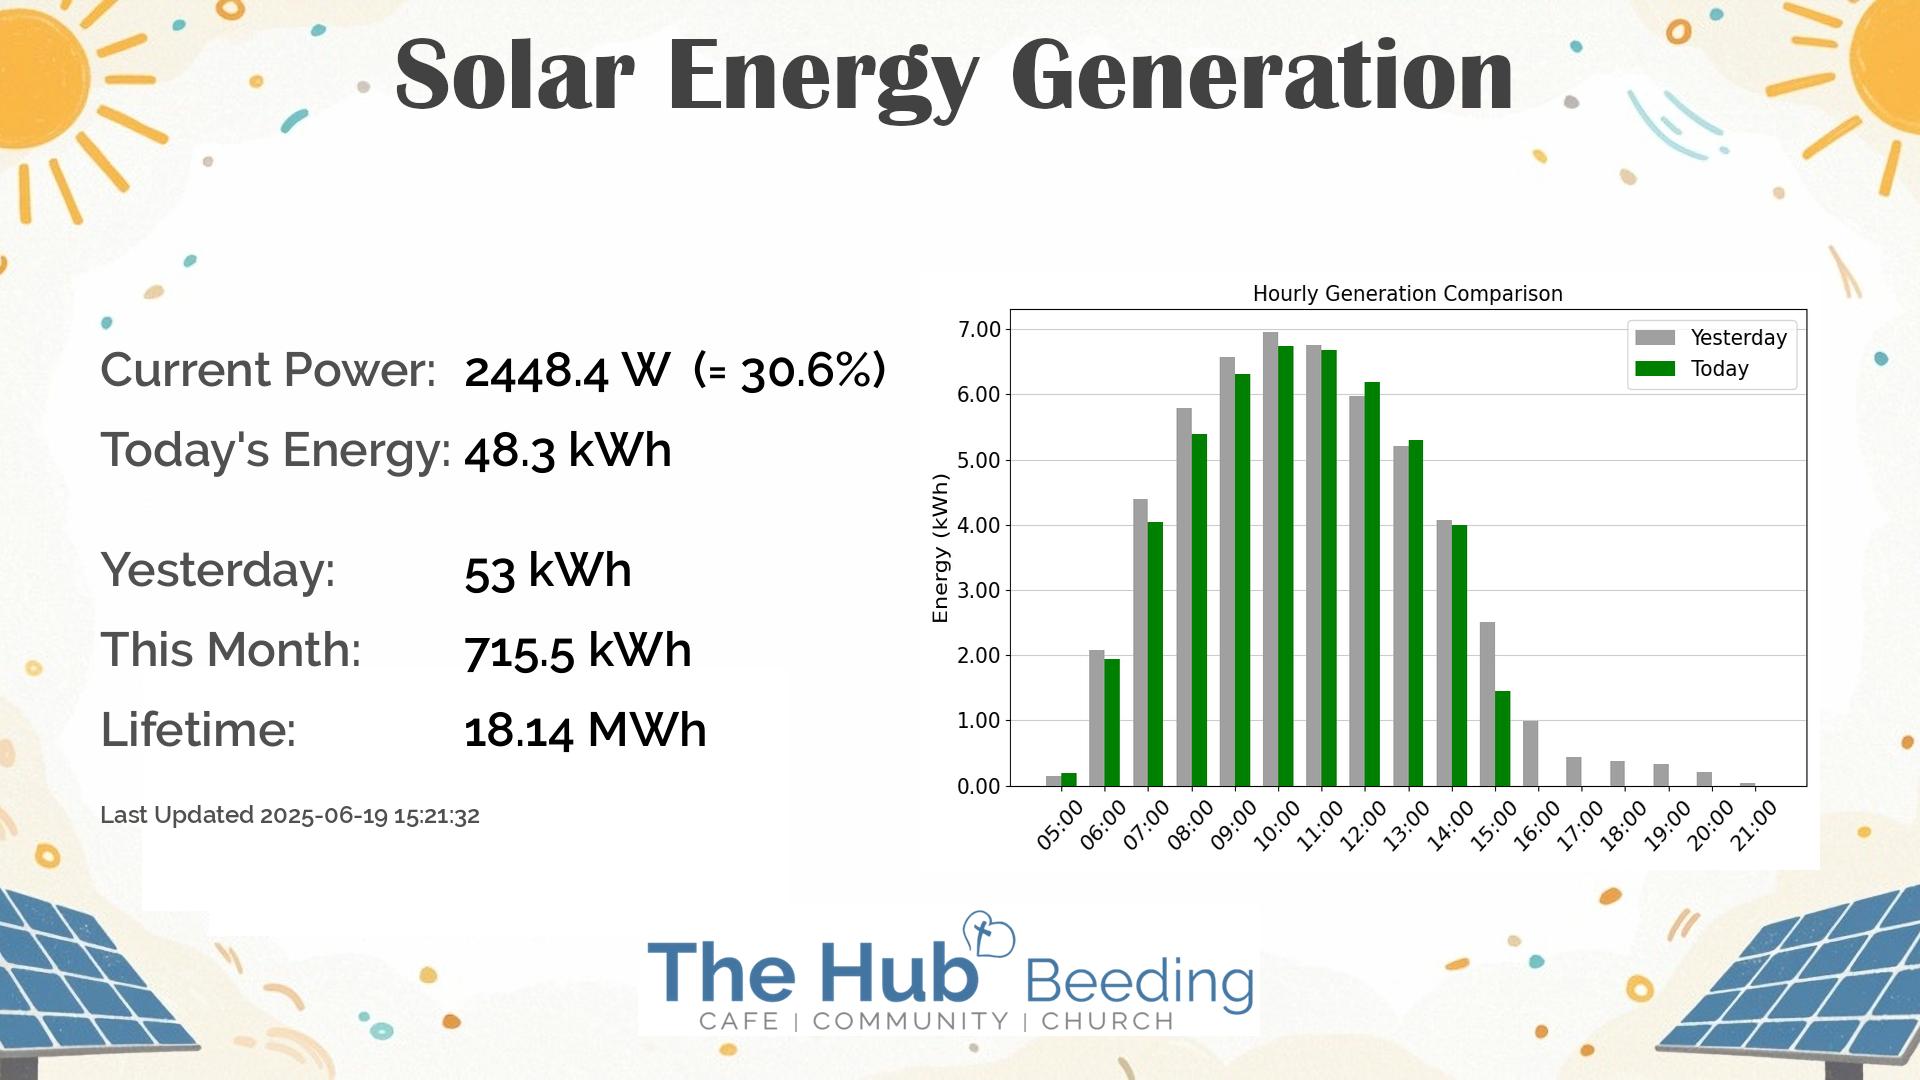 Solar Energy Generation
Current Power: 2448.4 W (= 30.6%)
Today's Energy: 48.3 kWh
Yesterday: 53 kWh
This Month: 715.5 kWh
Lifetime: 18.14 MWh
Last Updated 2025-06-19 15:21:32
Hourly Generation Comparison
Yesterday
Today
Energy (kWh)
7.00
6.00
5.00
4.00
3.00
2.00
1.00
0.00
05:00 06:00 07:00 08:00 09:00 10:00 11:00 12:00 13:00 14:00 15:00 16:00 17:00 18:00 19:00 20:00 21:00
The Hub Beeding
CAFE | COMMUNITY | CHURCH